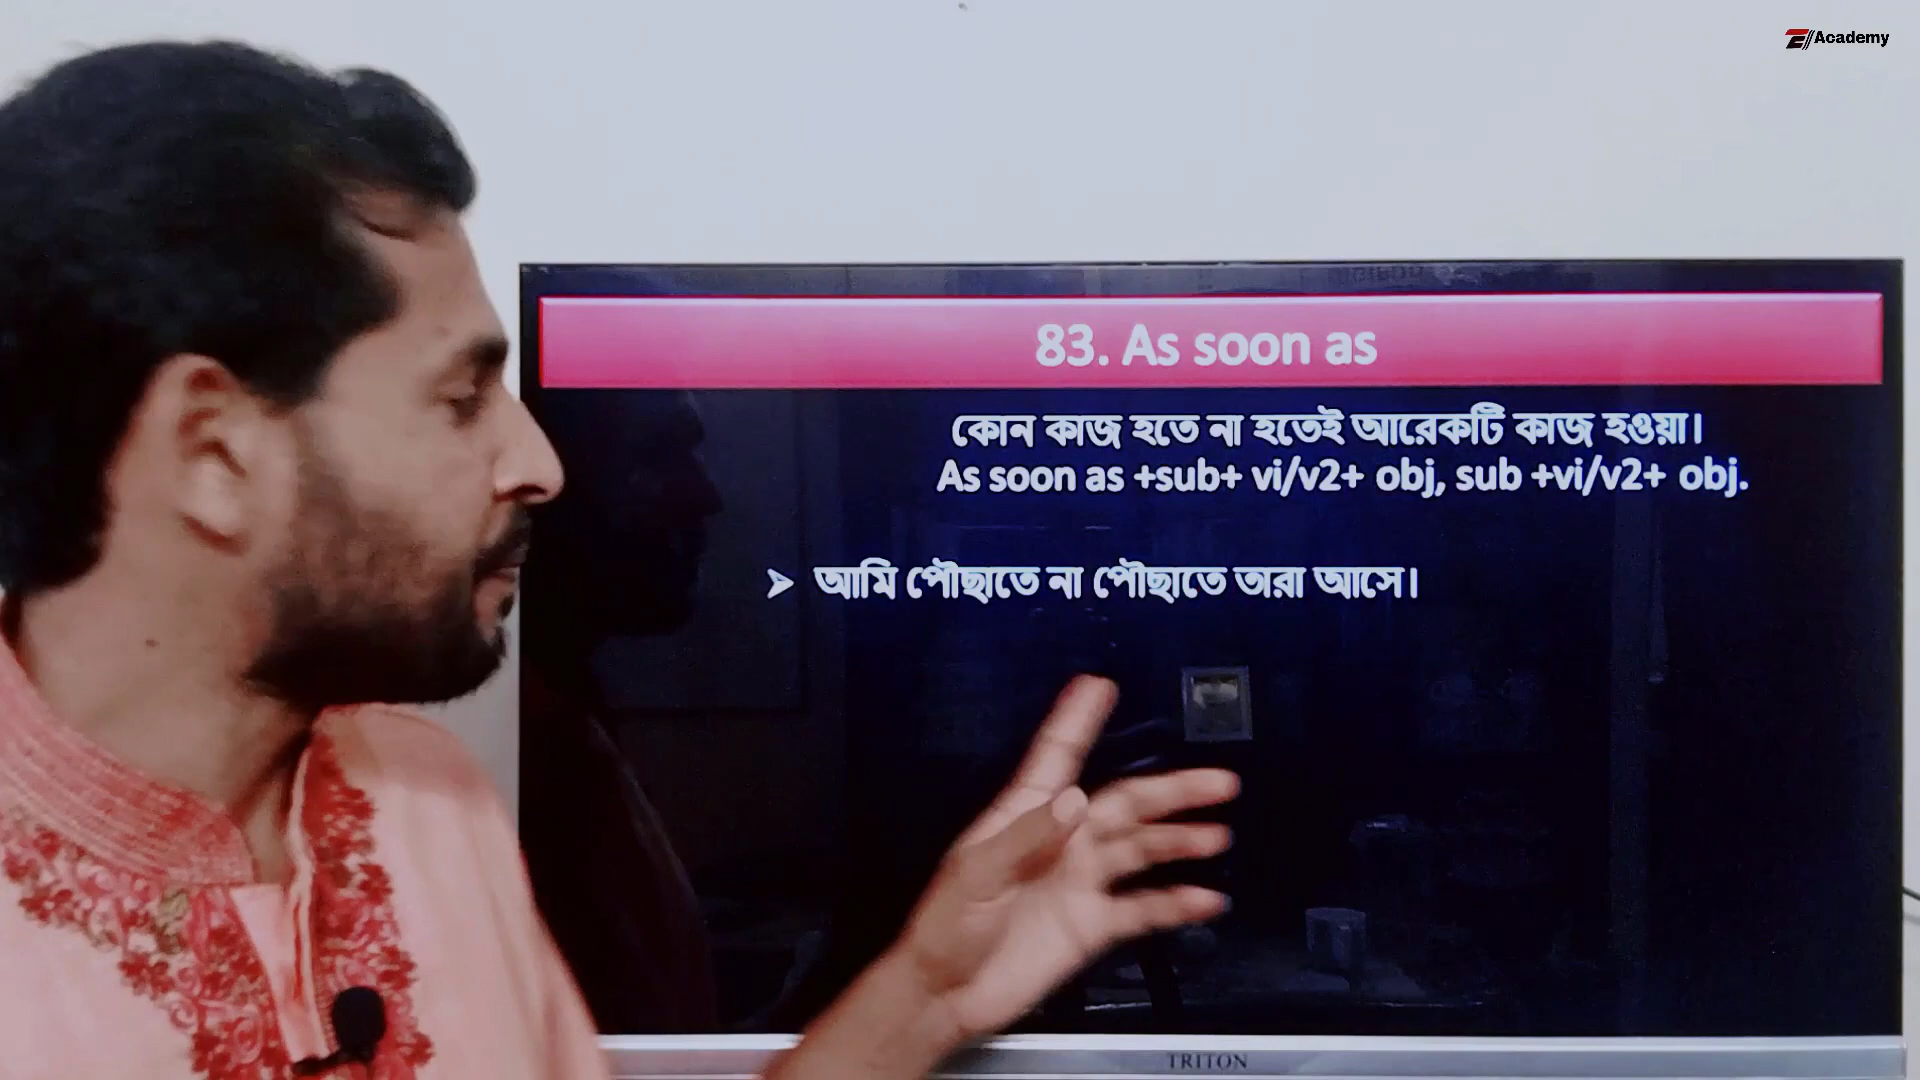 Academy
83. As soon as
কোন কাজ হতে না হতেই আরেকটি কাজ হওয়া।
As soon as +sub+ vi/v2+ obj, sub +vi/v2+ obj.
➤ আমি পৌছাতে না পৌছাতে তারা আসে।
TRITON